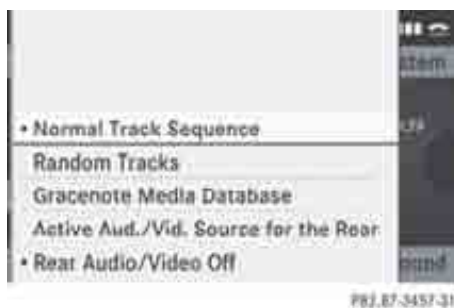 • Normal Track Sequence
Random Tracks
Gracenote Media Database
Active Aud./Vid. Source for the Rear
• Rear Audio/Video Off
P82.87-3457-31